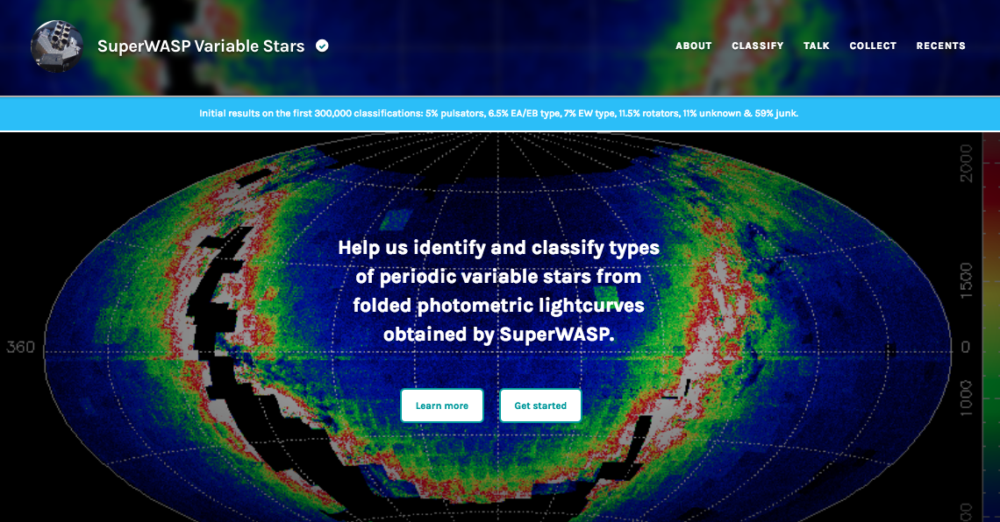 SuperWASP Variable Stars
ABOUT CLASSIFY TALK COLLECT RECENTS
Initial results on the first 300,000 classifications: 5% pulsators, 6.5% EA/EB type, 7% EW type, 11.5% rotators, 11% unknown & 59% junk.
2000
Help us identify and classify types
of periodic variable stars from
folded photometric lightcurves
obtained by SuperWASP.
1500
360
0
1000
Learn more
Get started